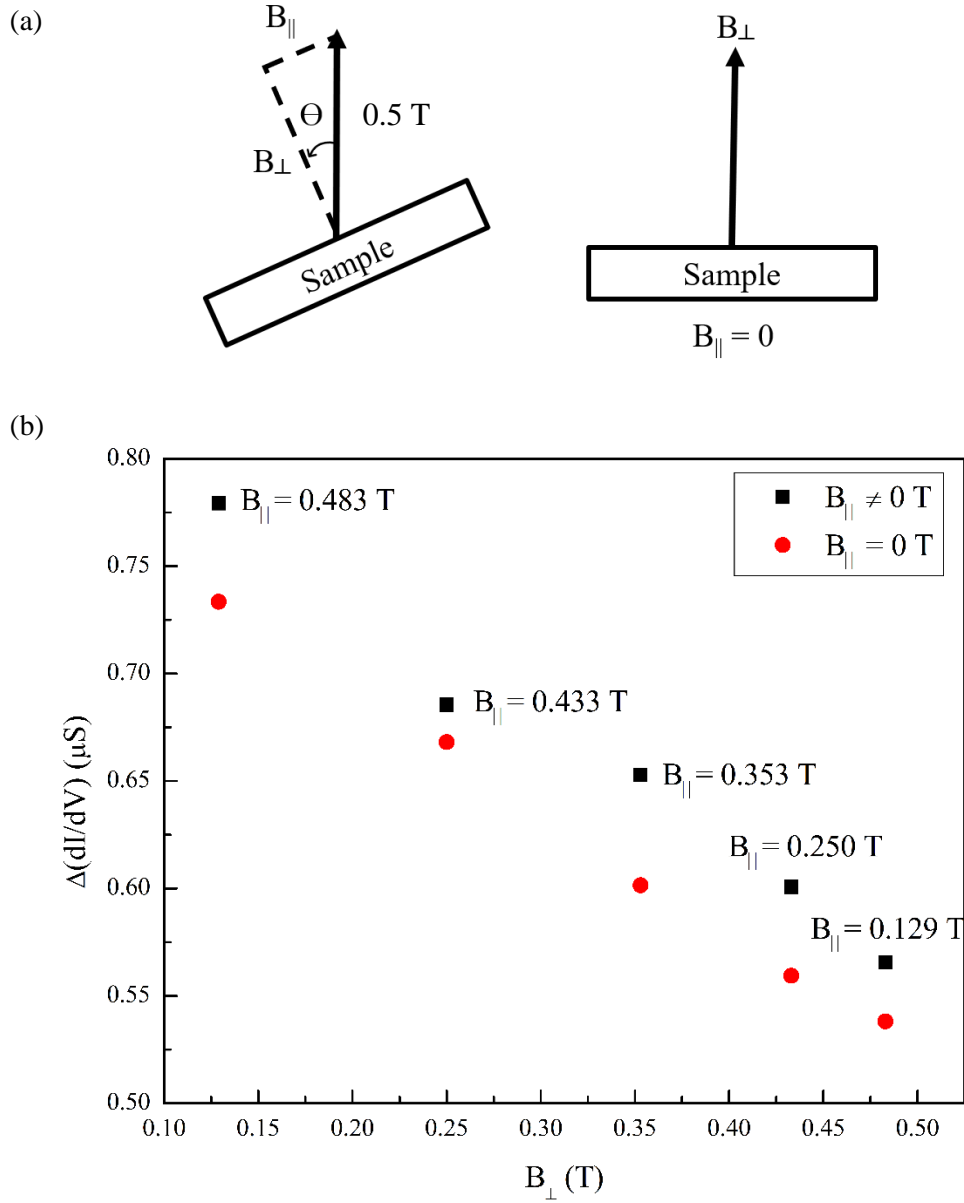 (a)
B||
B⊥
Ө
0.5 T
B⊥
Sample
Sample
B|| = 0
(b)
0.80
B|| = 0.483 T
B|| ≠ 0 T
B|| = 0 T
0.75
0.70
B|| = 0.433 T
0.65
B|| = 0.353 T
B|| = 0.250 T
0.60
B|| = 0.129 T
0.55
0.50
Δ(dI/dV) (μS)
0.10 0.15 0.20 0.25 0.30 0.35 0.40 0.45 0.50
B⊥ (T)